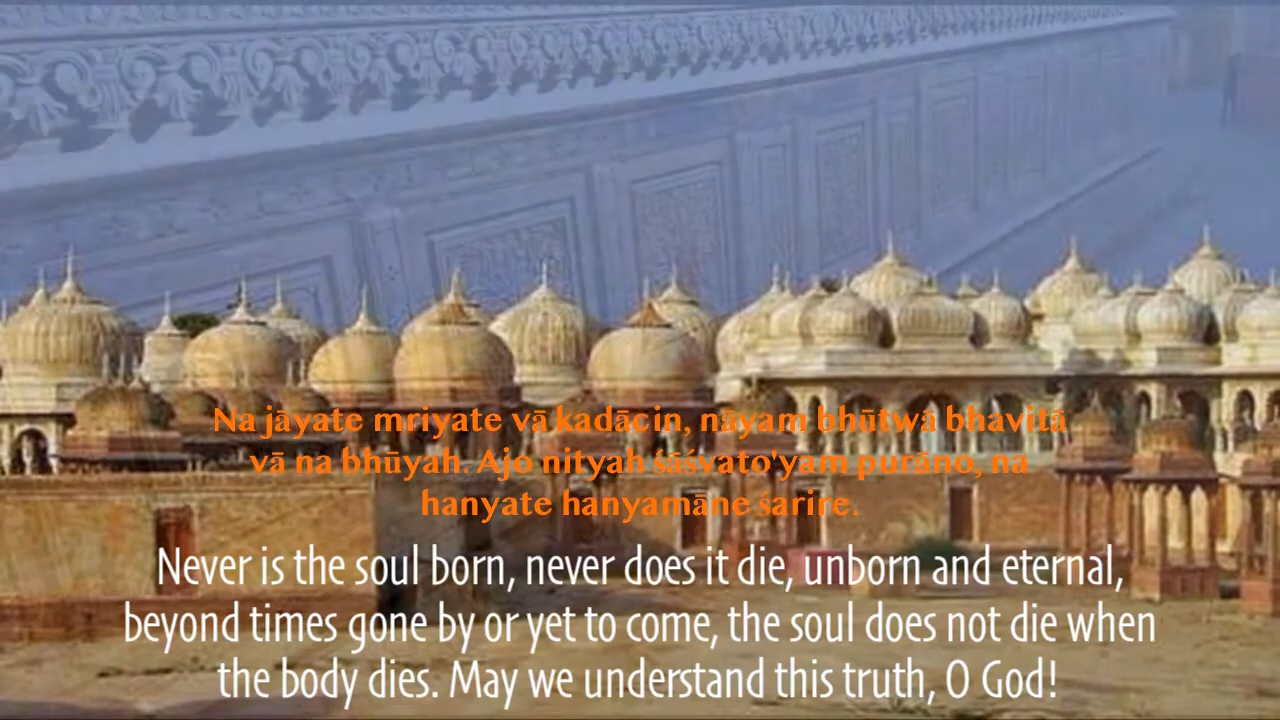 Na jāyate mriyate vā kadācin, nāyam bhūtwā bhavitā
vā na bhūyah. Ajo nityah śāśvato'yam purāno, na
hanyate hanyamāne śarire.
Never is the soul born, never does it die, unborn and eternal,
beyond times gone by or yet to come, the soul does not die when
the body dies. May we understand this truth, O God!